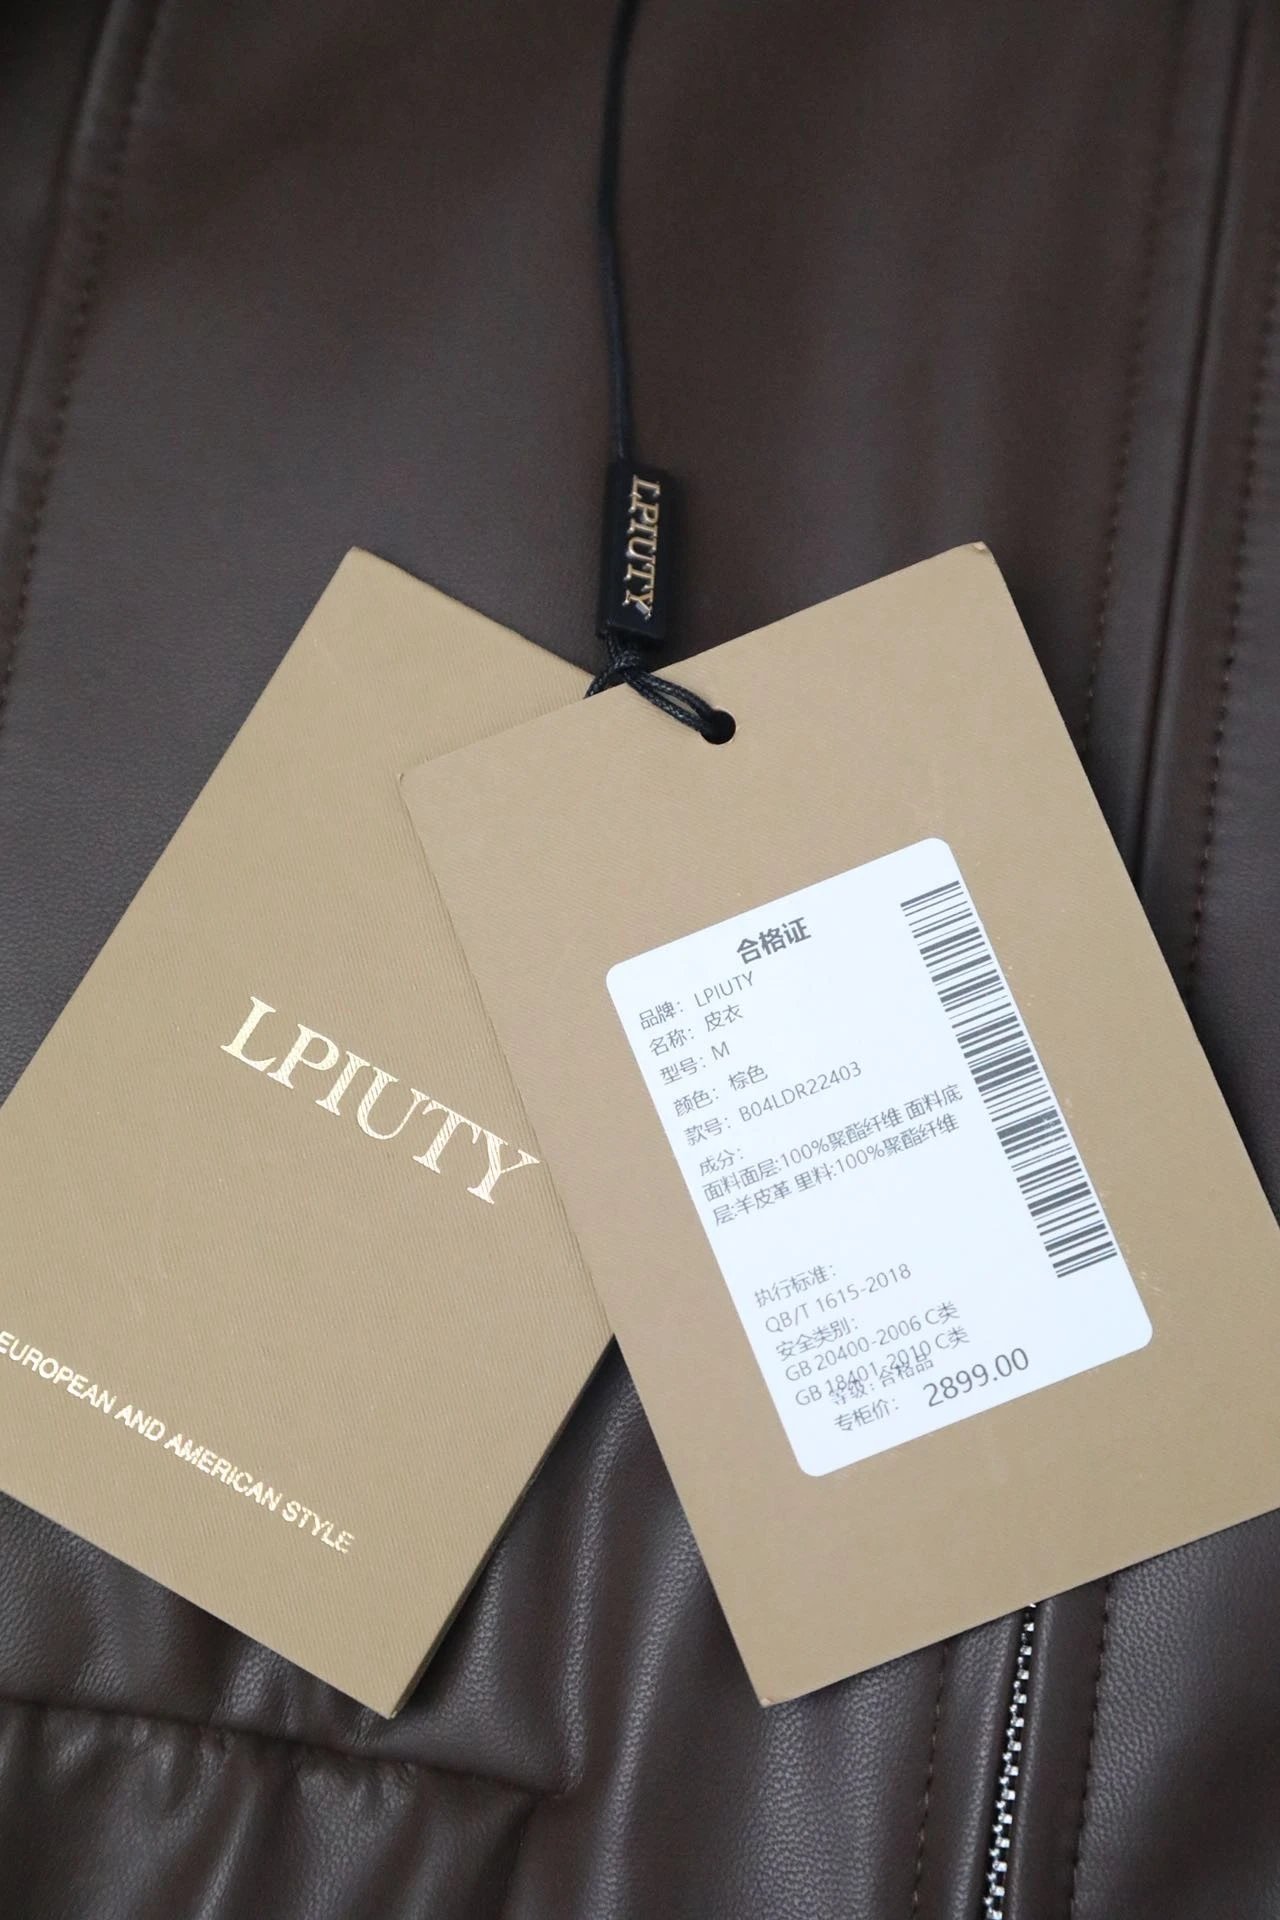 LPIUTY
LPIUTY
EUROPEAN AND AMERICAN STYLE
合格证
品牌: LPIUTY
名称: 皮衣
型号: M
颜色: 棕色
款号: B04LDR22403
成分:
面料面层:100%聚酯纤维 面料底
层:羊皮革 里料:100%聚酯纤维
执行标准:
QB/T 1615-2018
安全类别:
GB 20400-2006 C类
GB 18401-2010 C类
等级: 合格品
专柜价: 2899.00